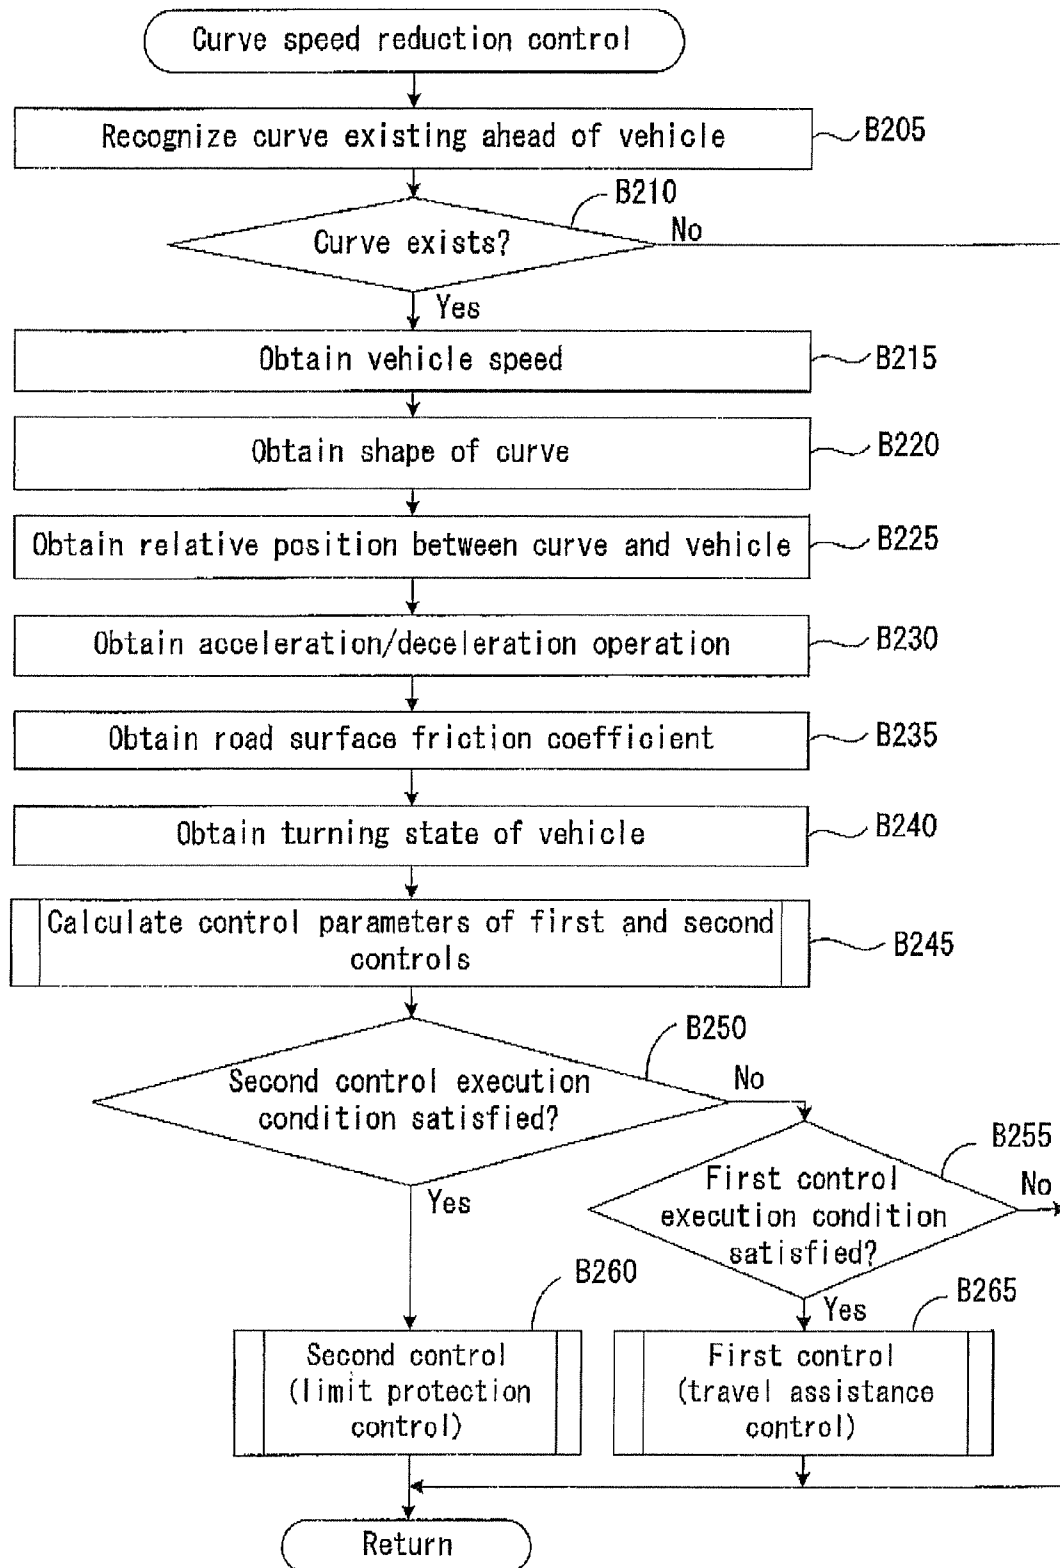 Curve speed reduction control
Recognize curve existing ahead of vehicle
B205
B210
Curve exists?
No
Yes
Obtain vehicle speed
B215
Obtain shape of curve
B220
Obtain relative position between curve and vehicle
B225
Obtain acceleration/deceleration operation
B230
Obtain road surface friction coefficient
B235
Obtain turning state of vehicle
B240
Calculate control parameters of first and second
controls
B245
B250
Second control execution
condition satisfied?
No
Yes
B255
First control
execution condition
satisfied?
No
Yes
B260
Second control
(limit protection
control)
B265
First control
(travel assistance
control)
Return